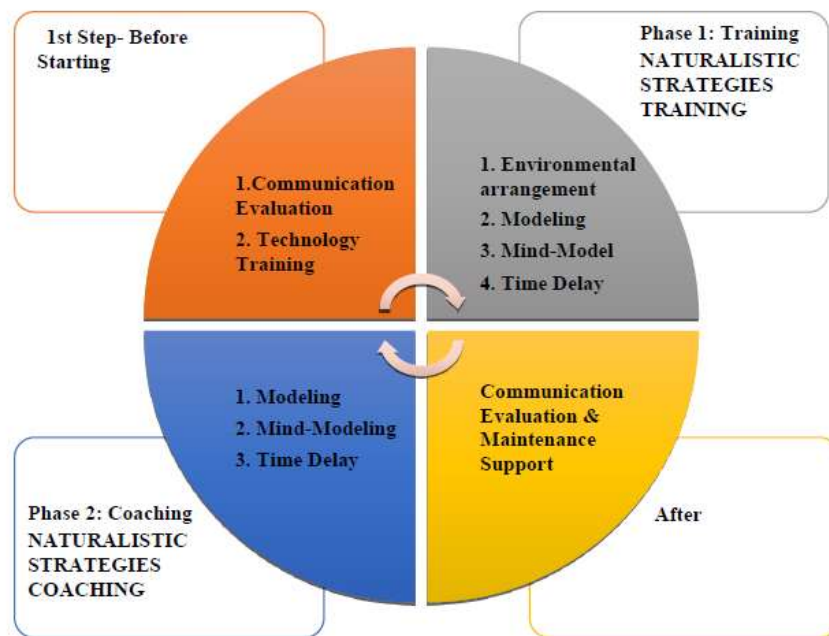 1st Step- Before
Starting
Phase 1: Training
NATURALISTIC
STRATEGIES
TRAINING
1.Communication
Evaluation
2. Technology
Training
1. Environmental
arrangement
2. Modeling
3. Mind-Model
4. Time Delay
1. Modeling
2. Mind-Modeling
3. Time Delay
Communication
Evaluation &
Maintenance
Support
Phase 2: Coaching
NATURALISTIC
STRATEGIES
COACHING
After